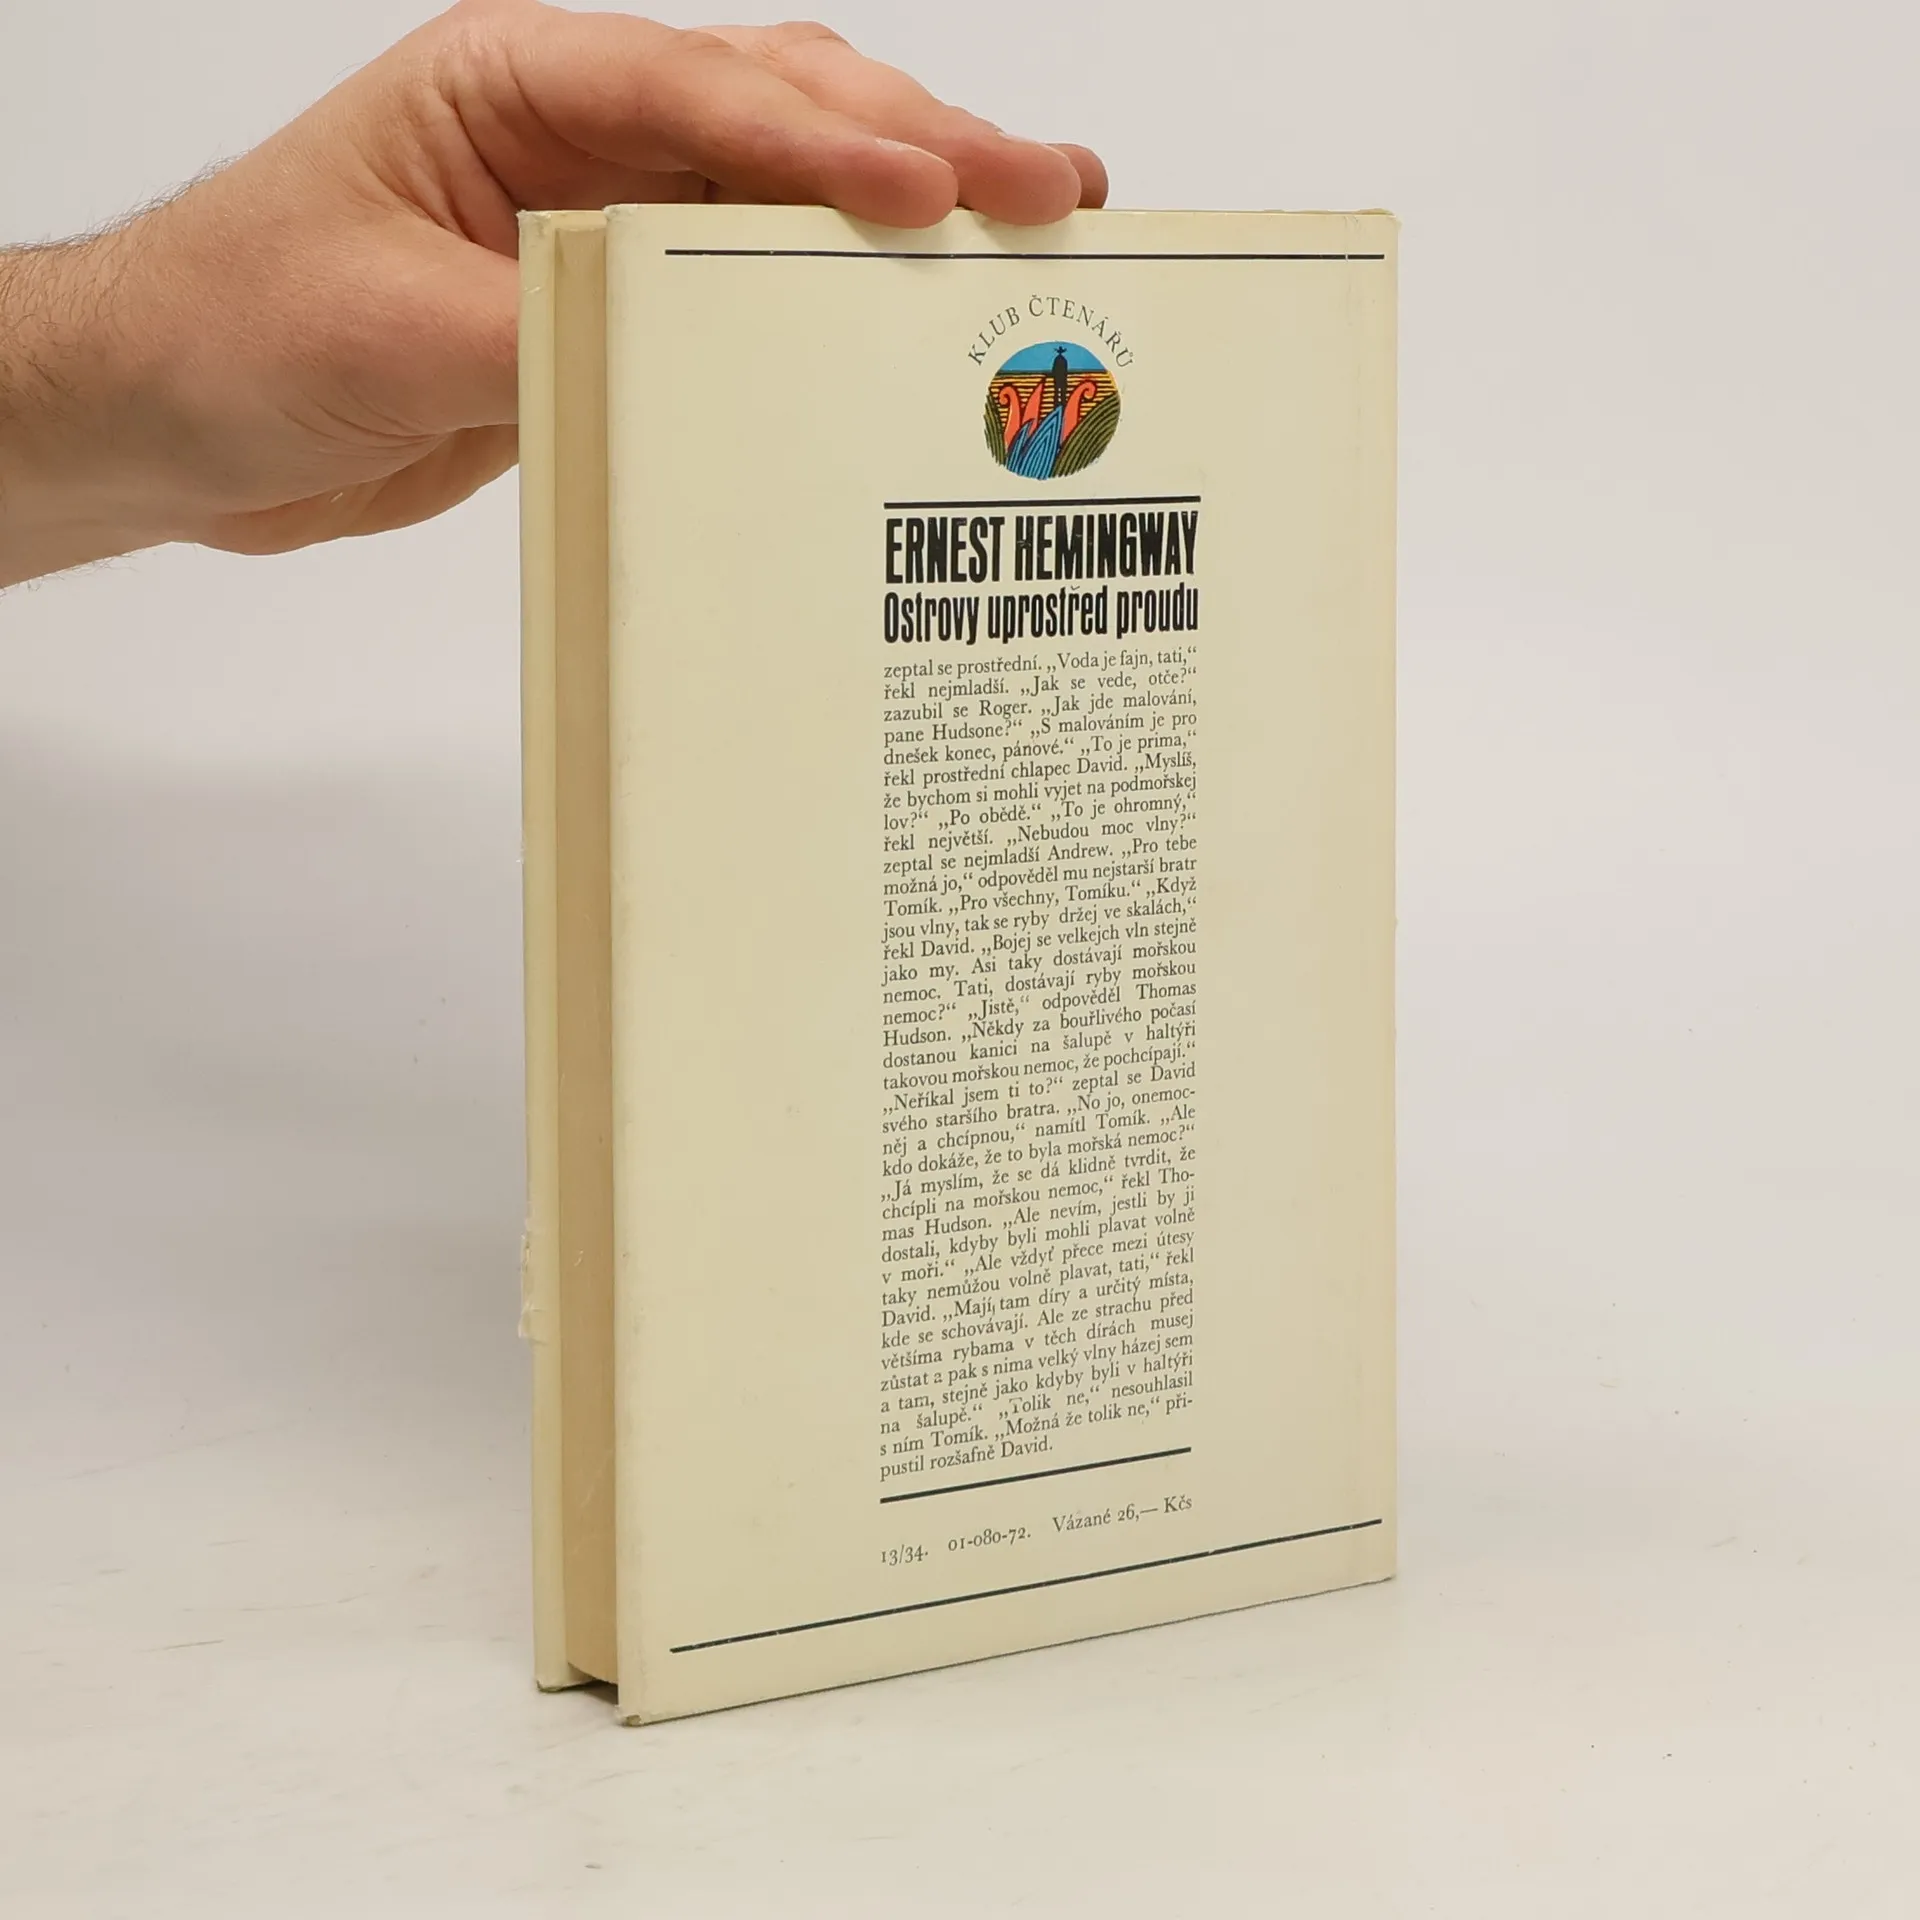 KLUB ČTENÁŘŮ
ERNEST HEMINGWAY
Ostrovy uprostřed proudu
zeptal se prostřední. „Voda je fajn, tati,“
řekl nejmladší. „Jak se vede, otče?“
zazubil se Roger. „Jak jde malování,
pane Hudsone?“ „S malováním je pro
dnešek konec, pánové.“ „To je prima,“
řekl prostřední chlapec David. „Myslíš,
že bychom si mohli vyjet na podmořskej
lov?“ „Po obědě.“ „To je ohromný,“
řekl největší. „Nebudou moc vlny?“
zeptal se nejmladší Andrew. „Pro tebe
možná jo,“ odpověděl mu nejstarší bratr
Tomík. „Pro všechny, Tomíku.“ „Když
jsou vlny, tak se ryby držej ve skalách,“
řekl David. „Bojej se velkejch vln stejně
jako my. Asi taky dostávají mořskou
nemoc. Tati, dostávají ryby mořskou
nemoc?“ „Jistě,“ odpověděl Thomas
Hudson. „Někdy za bouřlivého počasí
dostanou kanici na šalupě v haltýři
takovou mořskou nemoc, že pochcípají.“
„Neříkal jsem ti to?“ zeptal se David
svého staršího bratra. „No jo, onemoc-
něj a chcípnou,“ namítl Tomík. „Ale
kdo dokáže, že to byla mořská nemoc?“
„Já myslím, že se dá klidně tvrdit, že
chcípli na mořskou nemoc,“ řekl Tho-
mas Hudson. „Ale nevím, jestli by ji
dostali, kdyby byli mohli plavat volně
v moři.“ „Ale vždyť přece mezi útesy
taky nemůžou volně plavat, tati,“ řekl
David. „Mají tam díry a určitý místa,
kde se schovávají. Ale ze strachu před
většíma rybama v těch dírách musej
zůstat a pak s nima velký vlny házej sem
a tam, stejně jako kdyby byli v haltýři
na šalupě.“ „Tolik ne,“ nesouhlasil
s ním Tomík. „Možná že tolik ne,“ při-
pustil rozšafně David.
13/34. 01-080-72. Vázané 26,— Kčs